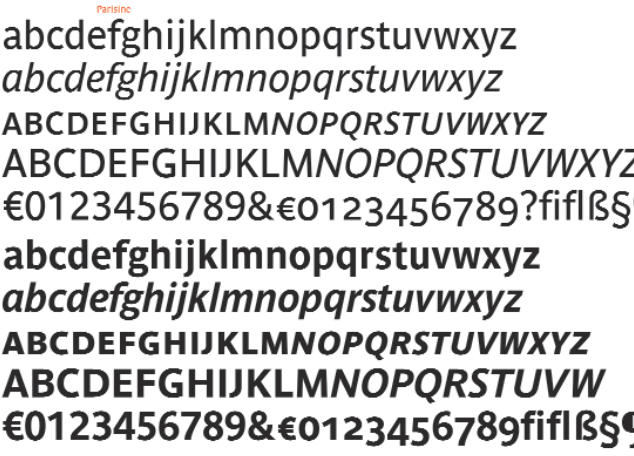 Parisine
abcdefghijklmnopqrstuvwxyz
abcdefghijklmnopqrstuvwxyz
ABCDEFGHIJKLMNOPQRSTUVWXYZ
ABCDEFGHIJKLMNOPQRSTUVWXYZ
€0123456789&€0123456789?fiflß§
abcdefghijklmnopqrstuvwxyz
abcdefghijklmnopqrstuvwxyz
ABCDEFGHIJKLMNOPQRSTUVWXYZ
ABCDEFGHIJKLMNOPQRSTUVW
€0123456789&€0123456789fiflß§¶